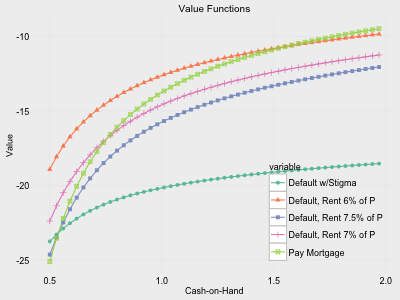 Value Functions
-10
-15
-20
-25
Value
0.5 1.0 1.5 2.0
Cash-on-Hand
variable
Default w/Stigma
Default, Rent 6% of P
Default, Rent 7.5% of P
Default, Rent 7% of P
Pay Mortgage